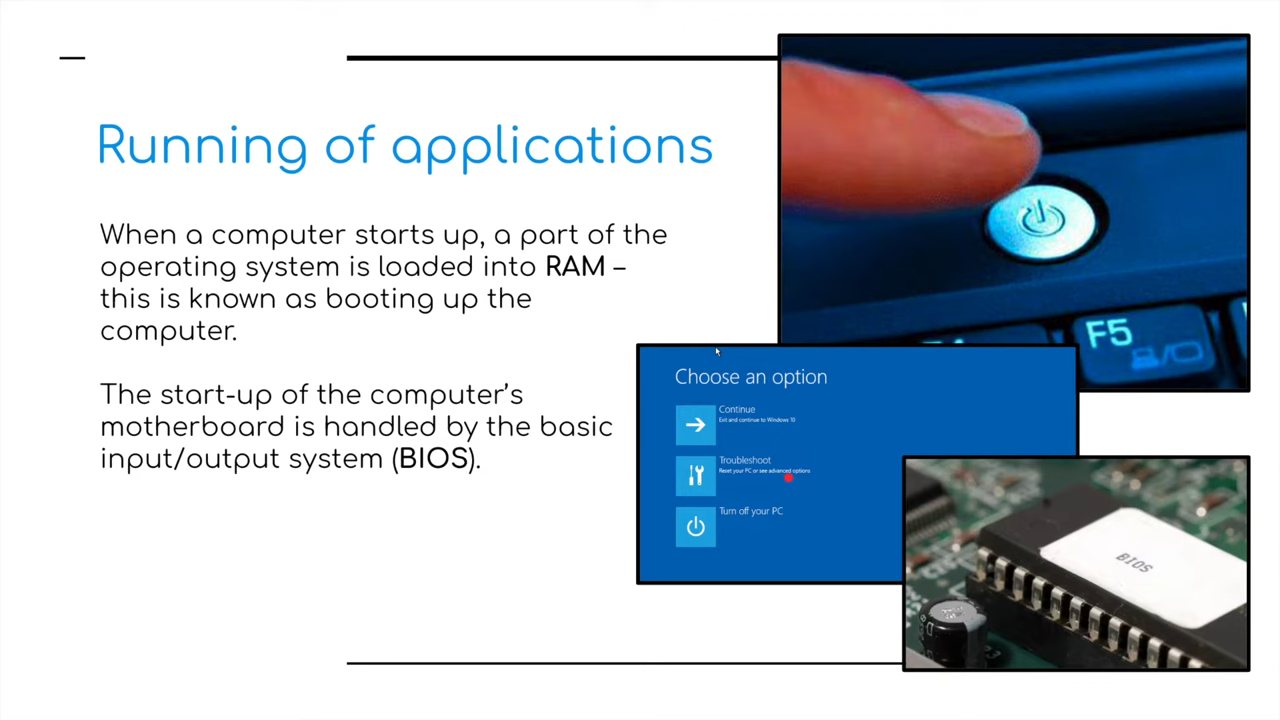 Running of applications
When a computer starts up, a part of the
operating system is loaded into RAM –
this is known as booting up the
computer.
The start-up of the computer’s
motherboard is handled by the basic
input/output system (BIOS).
F5
Choose an option
Continue
Exit and continue to Windows 10
Troubleshoot
Reset your PC or see advanced options
Turn off your PC
BIOS